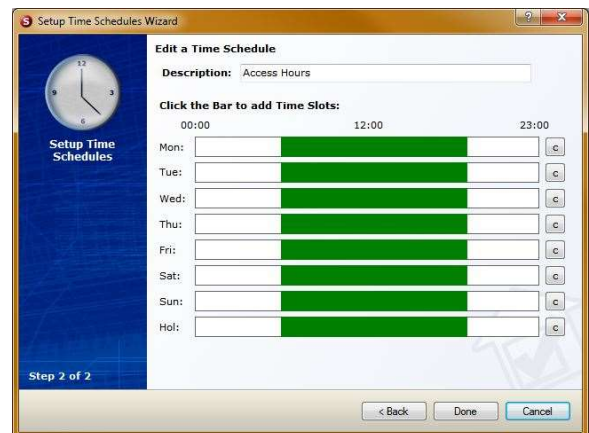 S Setup Time Schedules Wizard ? X
Edit a Time Schedule
12
9 3
6
Setup Time
Schedules
Description: Access Hours
Click the Bar to add Time Slots:
00:00 12:00 23:00
Mon: c
Tue: c
Wed: c
Thu: c
Fri: c
Sat: c
Sun: c
Hol: c
Step 2 of 2
< Back Done Cancel